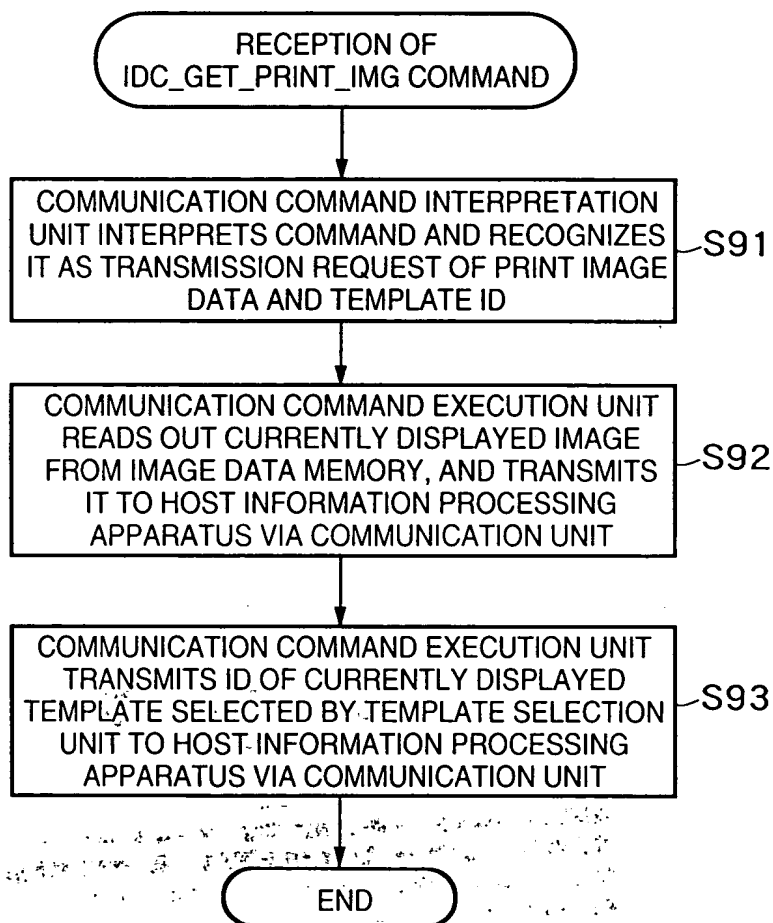 RECEPTION OF
IDC_GET_PRINT_IMG COMMAND
COMMUNICATION COMMAND INTERPRETATION
UNIT INTERPRETS COMMAND AND RECOGNIZES
IT AS TRANSMISSION REQUEST OF PRINT IMAGE
DATA AND TEMPLATE ID
S91
COMMUNICATION COMMAND EXECUTION UNIT
READS OUT CURRENTLY DISPLAYED IMAGE
FROM IMAGE DATA MEMORY, AND TRANSMITS
IT TO HOST INFORMATION PROCESSING
APPARATUS VIA COMMUNICATION UNIT
S92
COMMUNICATION COMMAND EXECUTION UNIT
TRANSMITS ID OF CURRENTLY DISPLAYED
TEMPLATE SELECTED BY TEMPLATE SELECTION
UNIT TO HOST INFORMATION PROCESSING
APPARATUS VIA COMMUNICATION UNIT
S93
END